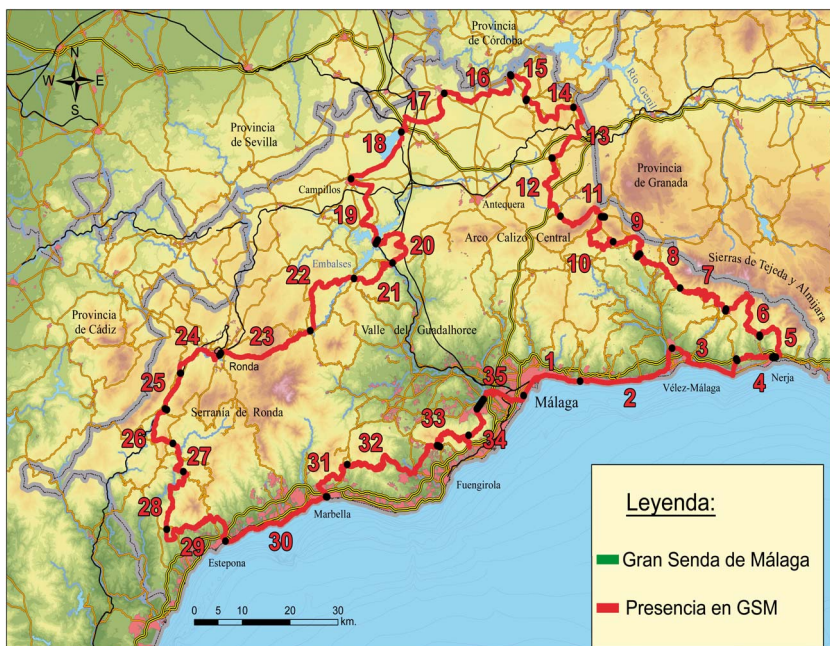 Provincia
de Córdoba
N
W
E
S
15
16
17
14
Río Genil
13
18
Provincia
de Sevilla
Provincia
de Granada
12
Campillos
Antequera
11
19
9
Arco Calizo Central
20
10
8
Sierras de Tejeda y Almijara
Embalses
22
21
7
6
Provincia
de Cádiz
24
23
Valle del Guadalhorce
5
Ronda
3
25
35
1
Vélez-Málaga
4
Nerja
2
Málaga
Serranía de Ronda
33
26
34
27
31
32
Fuengirola
28
Marbella
29
30
Estepona
0
5
10
20
30
km.
Leyenda:
Gran Senda de Málaga
Presencia en GSM